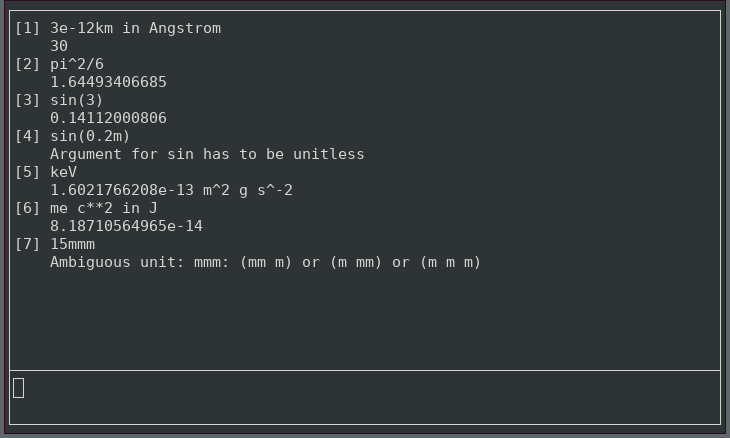 [1] 3e-12km in Angstrom
30
[2] pi^2/6
1.64493406685
[3] sin(3)
0.14112000806
[4] sin(0.2m)
Argument for sin has to be unitless
[5] keV
1.6021766208e-13 m^2 g s^-2
[6] me c**2 in J
8.18710564965e-14
[7] 15mmm
Ambiguous unit: mmm: (mm m) or (m mm) or (m m m)